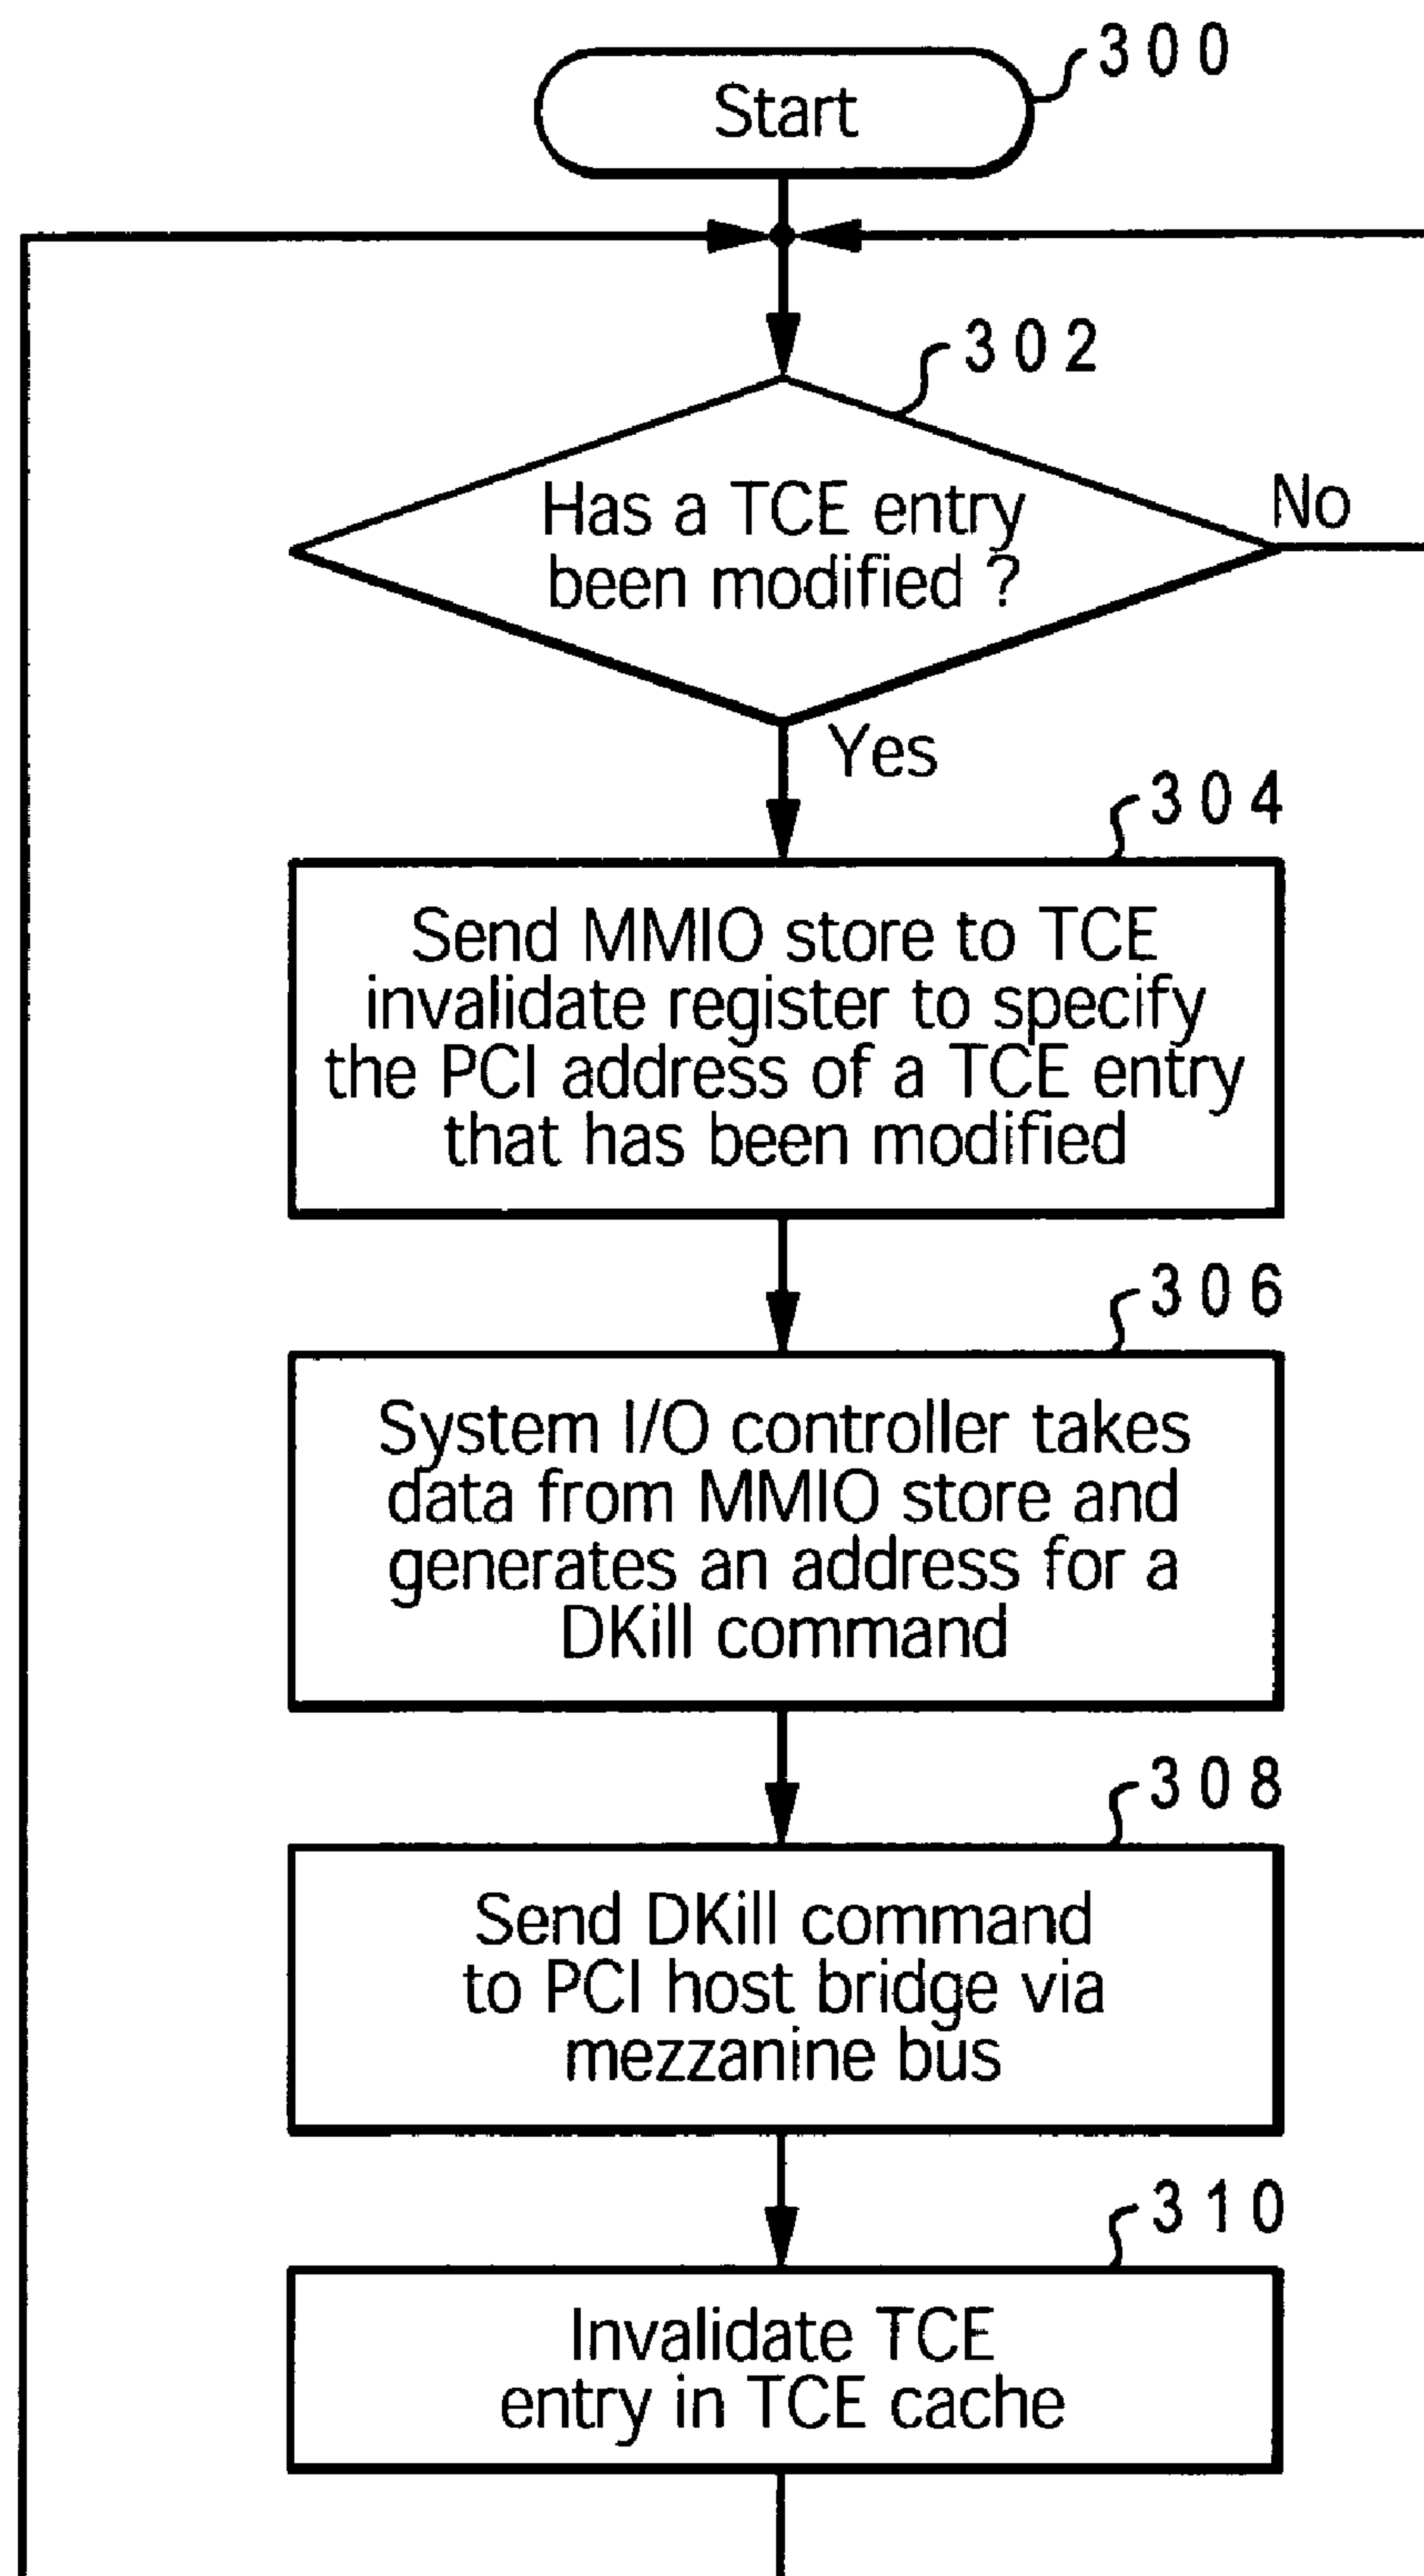 300
Start
302
Has a TCE entry
been modified ?
No
Yes
304
Send MMIO store to TCE
invalidate register to specify
the PCI address of a TCE entry
that has been modified
306
System I/O controller takes
data from MMIO store and
generates an address for a
DKill command
308
Send DKill command
to PCI host bridge via
mezzanine bus
310
Invalidate TCE
entry in TCE cache